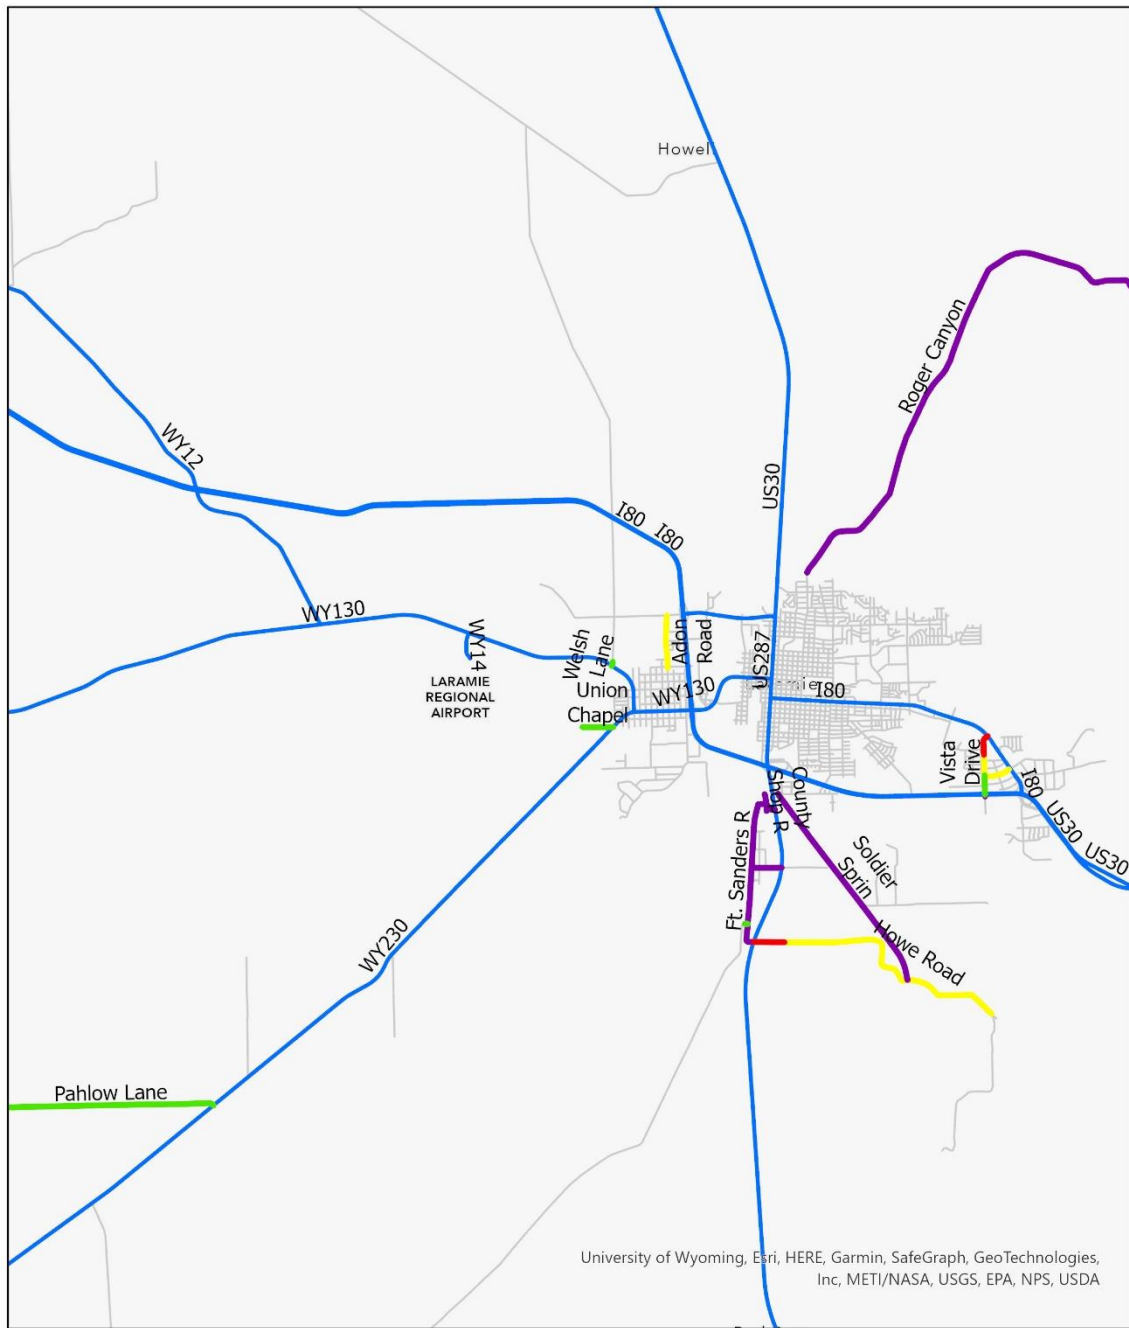 Howell
Roger Canyon
WY12
US30
I80 I80
WY130
WY14
Welsh
Lane
Adon
Road
US287
LARAMIE
REGIONAL
AIRPORT
Union
Chapel
WY130
I80
Vista
Drive
I80
US30
US30
County
Shop R
Ft. Sanders R
Soldier
Sprin
Howe Road
WY230
Pahlow Lane
University of Wyoming, Esri, HERE, Garmin, SafeGraph, GeoTechnologies,
Inc, METI/NASA, USGS, EPA, NPS, USDA